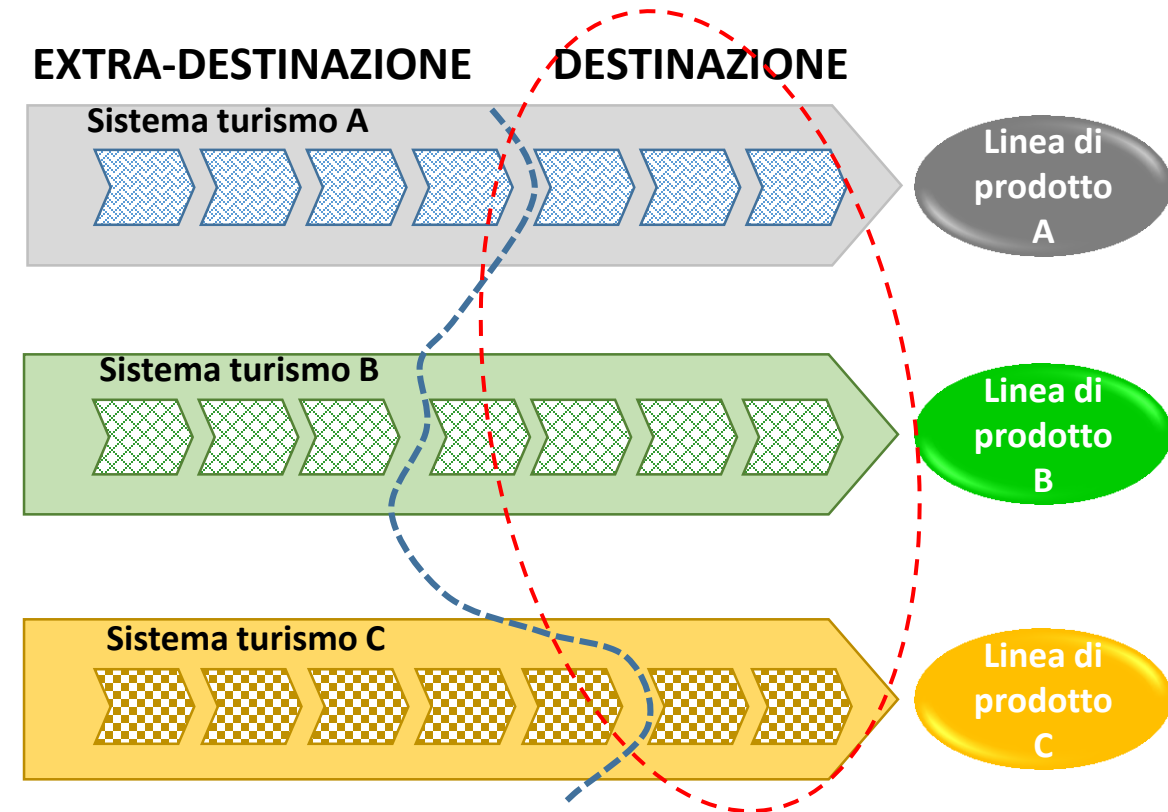 EXTRA-DESTINAZIONE
DESTINAZIONE
Sistema turismo A
Linea di
prodotto
A
Sistema turismo B
Linea di
prodotto
B
Sistema turismo C
Linea di
prodotto
C